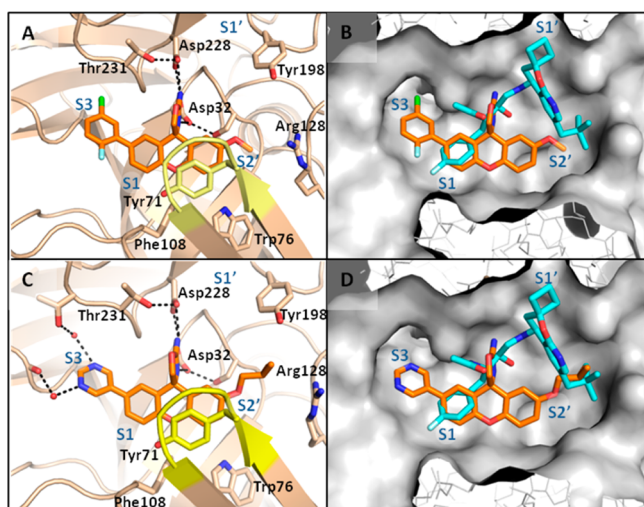 A
S1'
Asp228
Thr231
Tyr198
S3
Asp32
Arg128
S1
S2'
Tyr71
Phe108
Trp76
B
S1'
S3
S1
S2'
C
S1'
Asp228
Thr231
Tyr198
S3
Asp32
Arg128
S1
S2'
Tyr71
Phe108
Trp76
D
S1'
S3
S1
S2'